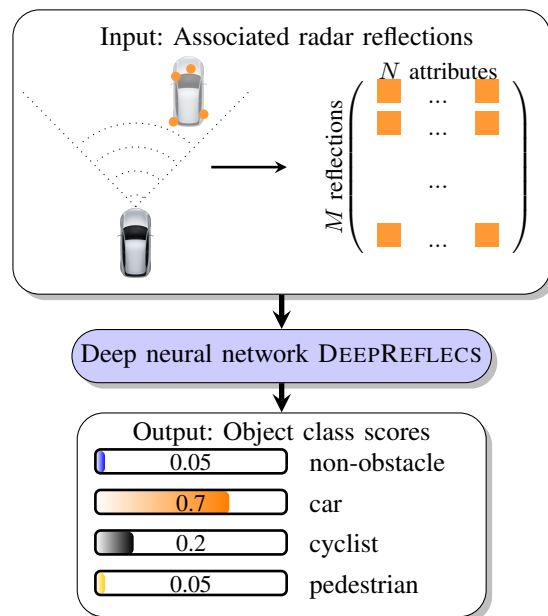 Input: Associated radar reflections
N attributes
M reflections
... 
...
...
...
Deep neural network DEEPREFLECS
Output: Object class scores
0.05 non-obstacle
0.7 car
0.2 cyclist
0.05 pedestrian